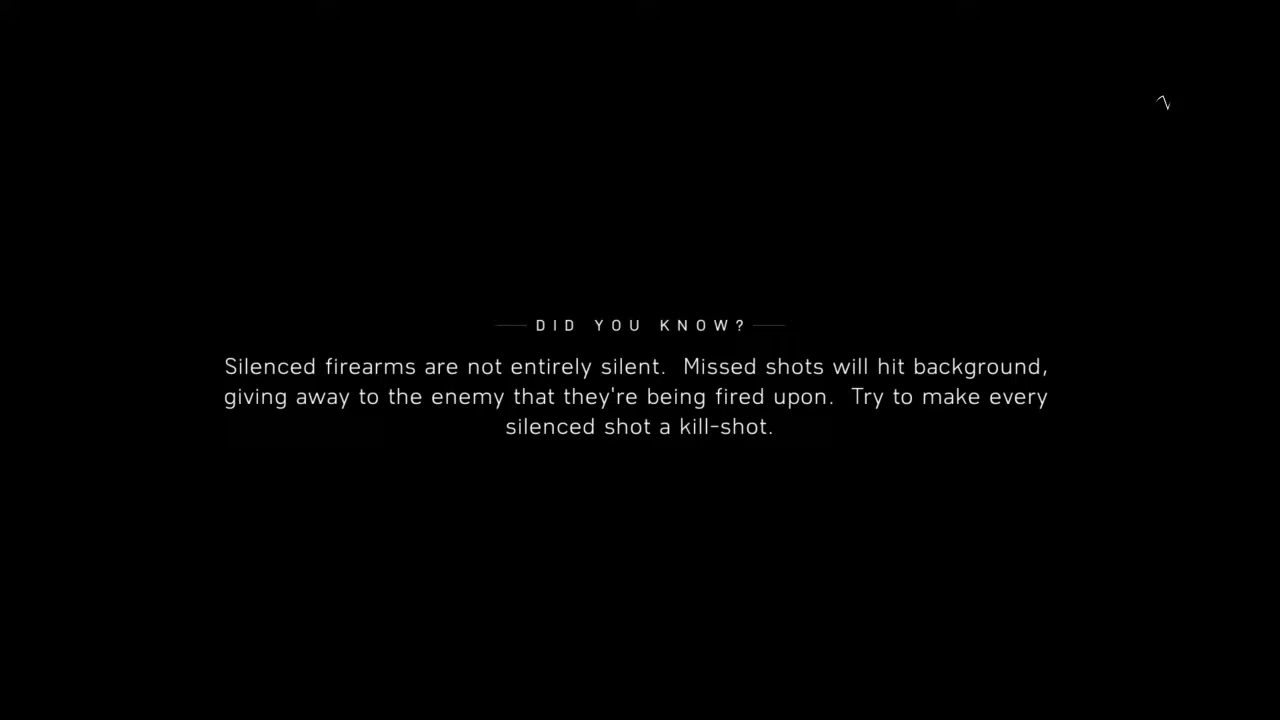 DID YOU KNOW?
Silenced firearms are not entirely silent.  Missed shots will hit background,
giving away to the enemy that they're being fired upon.  Try to make every
silenced shot a kill-shot.